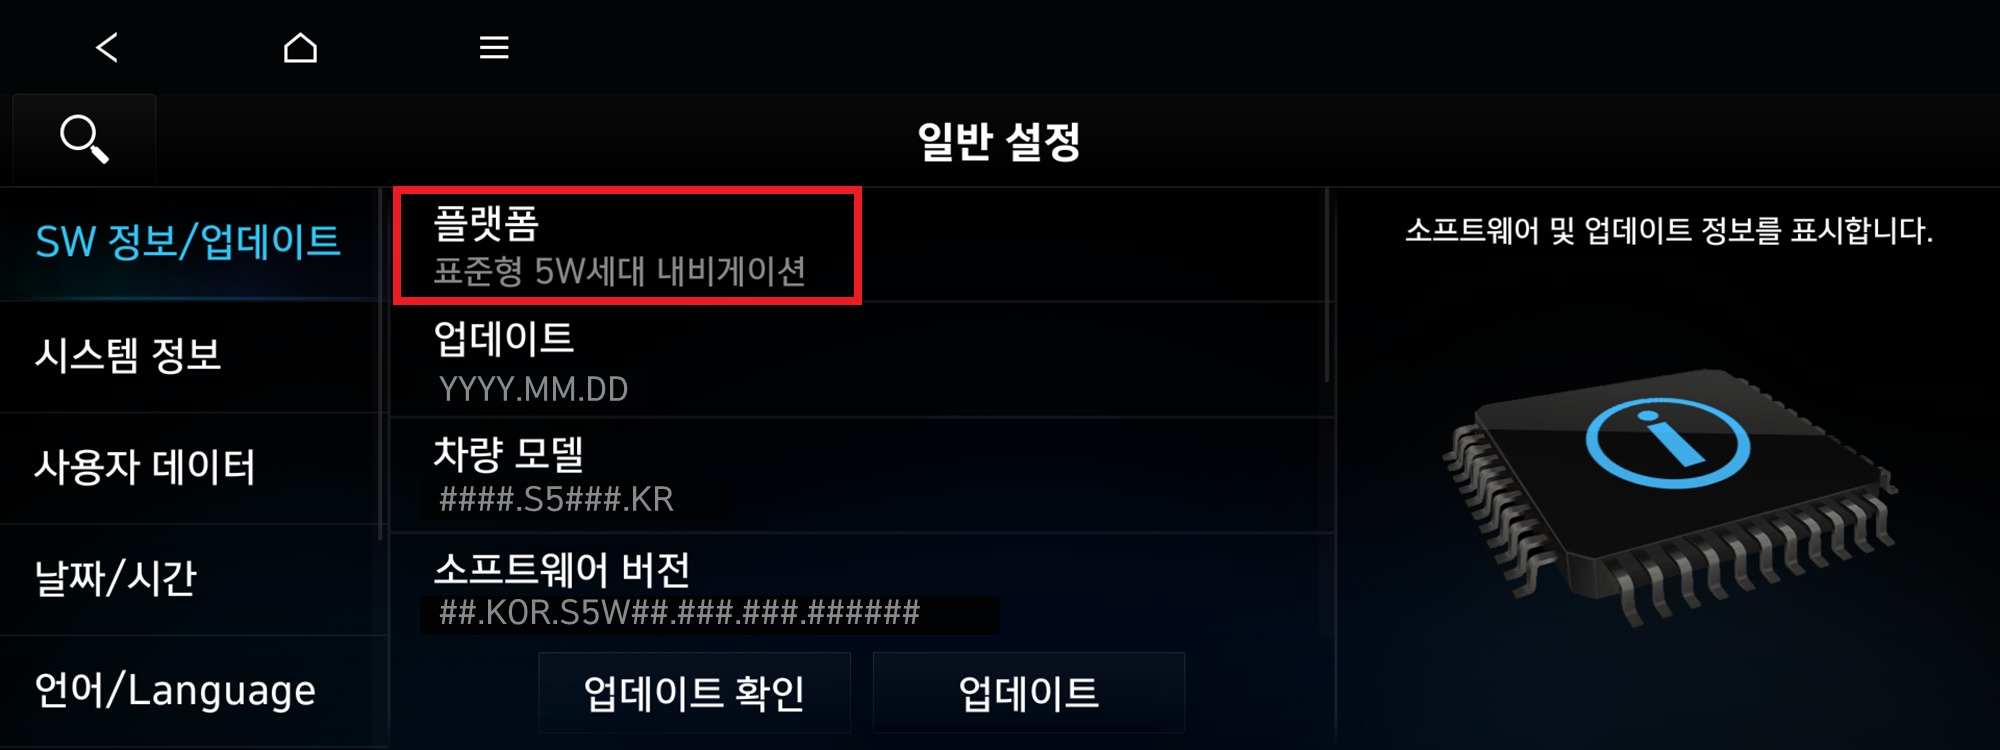 일반 설정
SW 정보/업데이트
시스템 정보
사용자 데이터
날짜/시간
언어/Language
플랫폼
표준형 5W세대 내비게이션
업데이트
YYYY.MM.DD
차량 모델
####.S5###.KR
소프트웨어 버전
##.KOR.S5W##.###.###.######
업데이트 확인
업데이트
소프트웨어 및 업데이트 정보를 표시합니다.